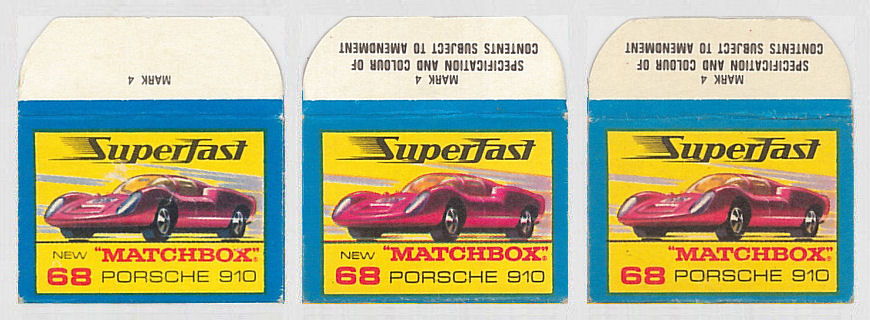 MARK 4
SuperFast
NEW "MATCHBOX"®
68 PORSCHE 910
MARK 4
SPECIFICATION AND COLOUR OF
CONTENTS SUBJECT TO AMENDMENT
SuperFast
NEW "MATCHBOX"®
68 PORSCHE 910
MARK 4
SPECIFICATION AND COLOUR OF
CONTENTS SUBJECT TO AMENDMENT
SuperFast
"MATCHBOX"®
68 PORSCHE 910